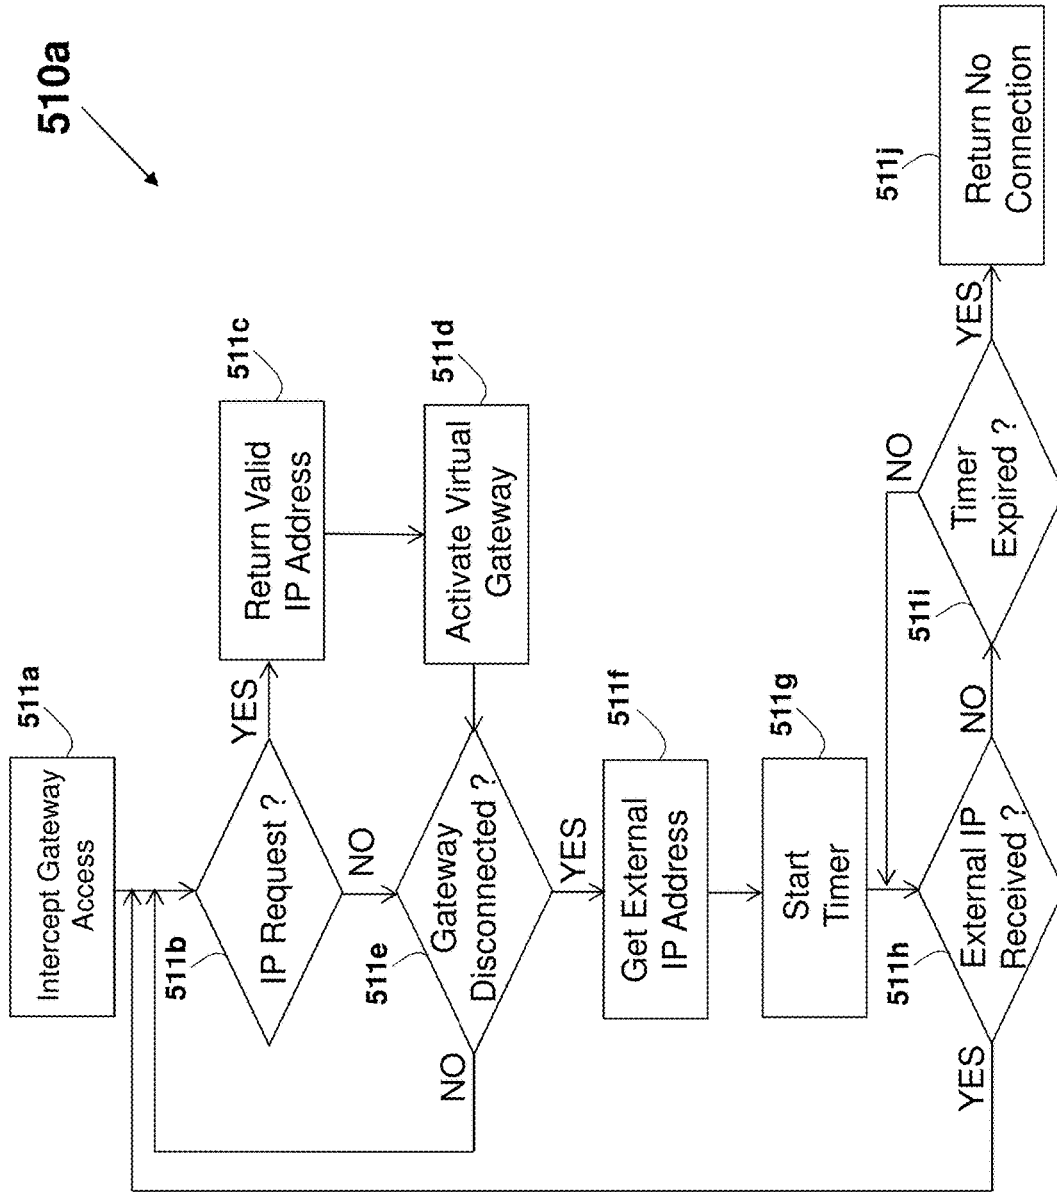 510a
511a
Intercept Gateway
Access
511b
IP Request ?
YES
NO
511c
Return Valid
IP Address
511d
Activate Virtual
Gateway
511e
Gateway
Disconnected ?
NO
YES
511f
Get External
IP Address
511g
Start
Timer
511h
External IP
Received ?
YES
NO
511i
Timer
Expired ?
NO
YES
511j
Return No
Connection